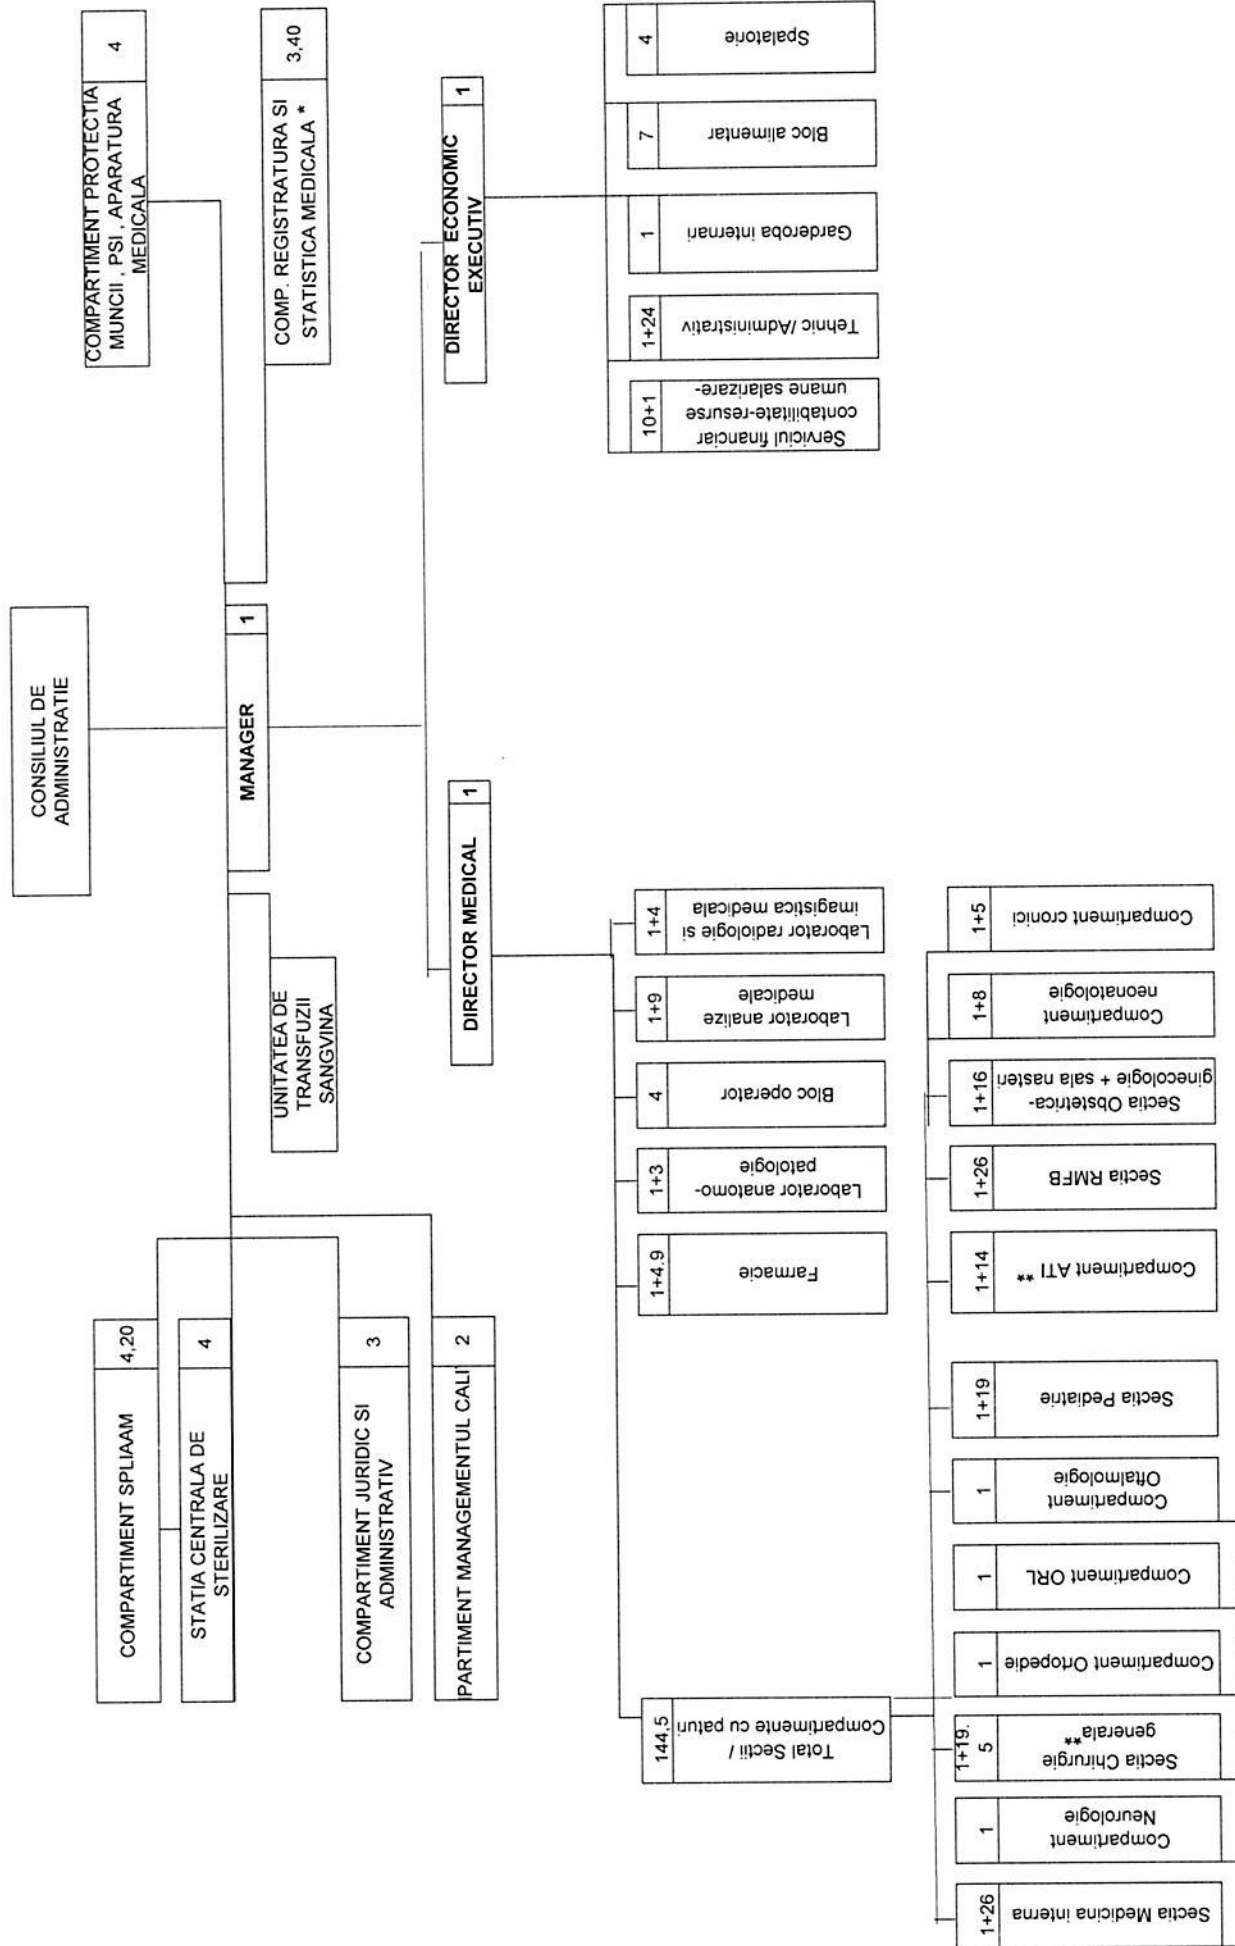 CONSILIUL DE
ADMINISTRATIE
MANAGER
1
COMPARTIMENT PROTECTIA
MUNCII , PSI , APARATURA
MEDICALA
4
COMP. REGISTRATURA SI
STATISTICA MEDICALA *
3,40
UNITATEA DE
TRANSFUZII
SANGVINA
COMPARTIMENT SPLIAAM
4,20
STATIA CENTRALA DE
STERILIZARE
4
COMPARTIMENT JURIDIC SI
ADMINISTRATIV
3
IPARTIMENT MANAGEMENTUL CALI
2
DIRECTOR MEDICAL
1
DIRECTOR ECONOMIC
EXECUTIV
1
144,5
Total Sectii /
Compartimente cu paturi
1+4.9
Farmacie
1+3
Laborator anatomo-
patologie
4
Bloc operator
1+9
Laborator analize
medicale
1+4
Laborator radiologie si
imagistica medicala
10+1
Serviciul financiar
contabilitate-resurse
umane salarizare-
1+24
Tehnic /Administrativ
1
Garderoba internari
7
Bloc alimentar
4
Spalatorie
1+26
Sectia Medicina interna
1
Compartiment
Neurologie
1+19.
5
Sectia Chirurgie
generala**
1
Compartiment Ortopedie
1
Compartiment ORL
1
Compartiment
Oftalmologie
1+19
Sectia Pediatrie
1+14
Compartiment ATI **
1+26
Sectia RMFB
1+16
Sectia Obstetrica-
ginecologie + sala nasteri
1+8
Compartiment
neonatologie
1+5
Compartiment cronici